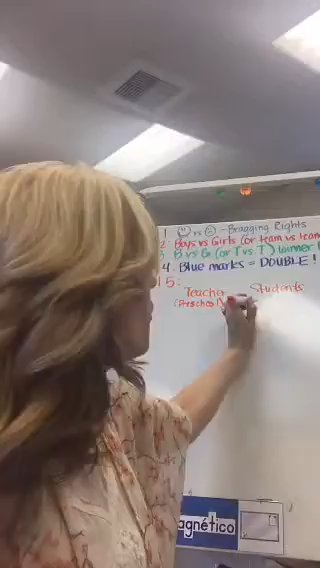 1 vs - Bragging Rights
2 Boys vs Girls (or team vs team
3 B vs G (or T vs. T) winner
4. Blue marks = DOUBLE!
5:
Teacher Students
(Preschool)
agnético